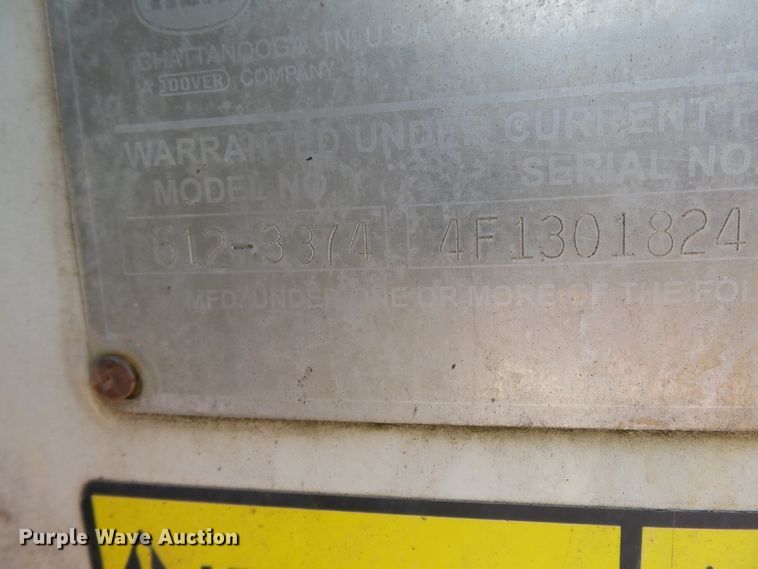 CHATTANOOGA, TN, U.S.A.
A DOVER COMPANY
WARRANTED UNDER CURRENT
MODEL NO. SERIAL NO.
612-3374 4F1301824
MFD. UNDER ONE OR MORE OF THE FOL
Purple Wave Auction